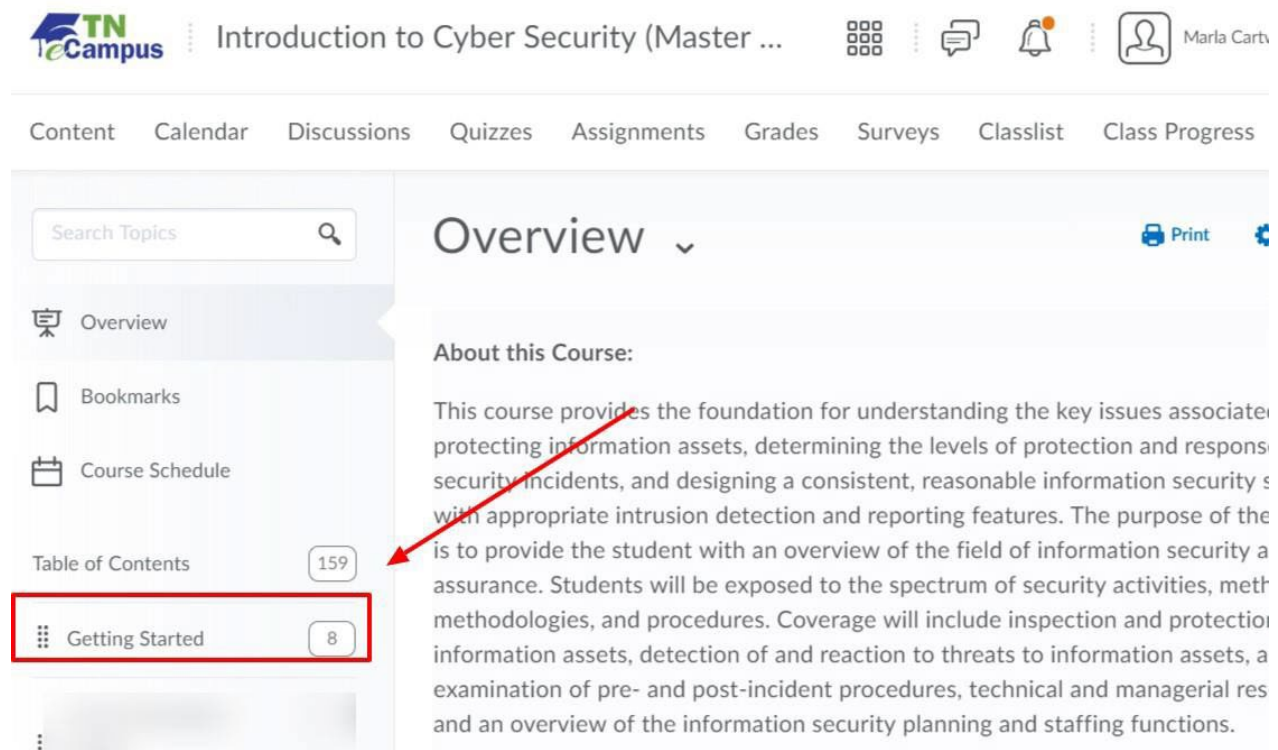 TN
eCampus
Introduction to Cyber Security (Master ...
Marla Cartw
Content Calendar Discussions Quizzes Assignments Grades Surveys Classlist Class Progress
Search Topics
Overview
Print
Overview
Bookmarks
Course Schedule
Table of Contents 159
Getting Started 8
About this Course:
This course provides the foundation for understanding the key issues associated
protecting information assets, determining the levels of protection and response
security incidents, and designing a consistent, reasonable information security s
with appropriate intrusion detection and reporting features. The purpose of the
is to provide the student with an overview of the field of information security a
assurance. Students will be exposed to the spectrum of security activities, meth
methodologies, and procedures. Coverage will include inspection and protection
information assets, detection of and reaction to threats to information assets, a
examination of pre- and post-incident procedures, technical and managerial res
and an overview of the information security planning and staffing functions.